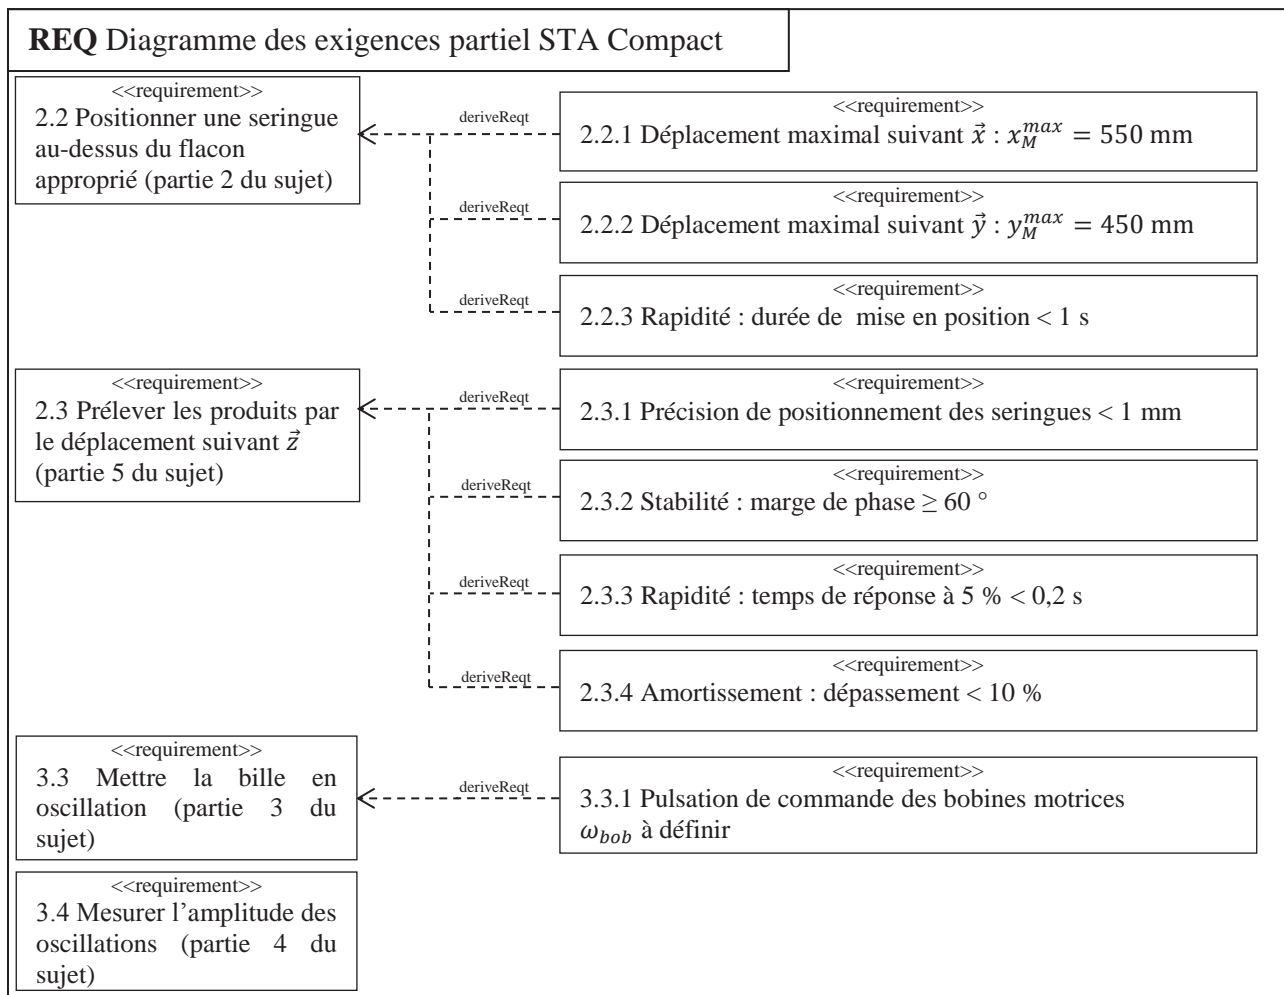 REQ Diagramme des exigences partiel STA Compact
<<requirement>>
2.2 Positionner une seringue
au-dessus du flacon
approprié (partie 2 du sujet)
deriveReqt
<<requirement>>
2.2.1 Déplacement maximal suivant x⃗ : x_M^max = 550 mm
deriveReqt
<<requirement>>
2.2.2 Déplacement maximal suivant y⃗ : y_M^max = 450 mm
deriveReqt
<<requirement>>
2.2.3 Rapidité : durée de mise en position < 1 s
<<requirement>>
2.3 Prélever les produits par
le déplacement suivant z⃗
(partie 5 du sujet)
deriveReqt
<<requirement>>
2.3.1 Précision de positionnement des seringues < 1 mm
deriveReqt
<<requirement>>
2.3.2 Stabilité : marge de phase ≥ 60 °
deriveReqt
<<requirement>>
2.3.3 Rapidité : temps de réponse à 5 % < 0,2 s
deriveReqt
<<requirement>>
2.3.4 Amortissement : dépassement < 10 %
<<requirement>>
3.3 Mettre la bille en
oscillation (partie 3 du
sujet)
deriveReqt
<<requirement>>
3.3.1 Pulsation de commande des bobines motrices
ω_bob à définir
<<requirement>>
3.4 Mesurer l’amplitude des
oscillations (partie 4 du
sujet)